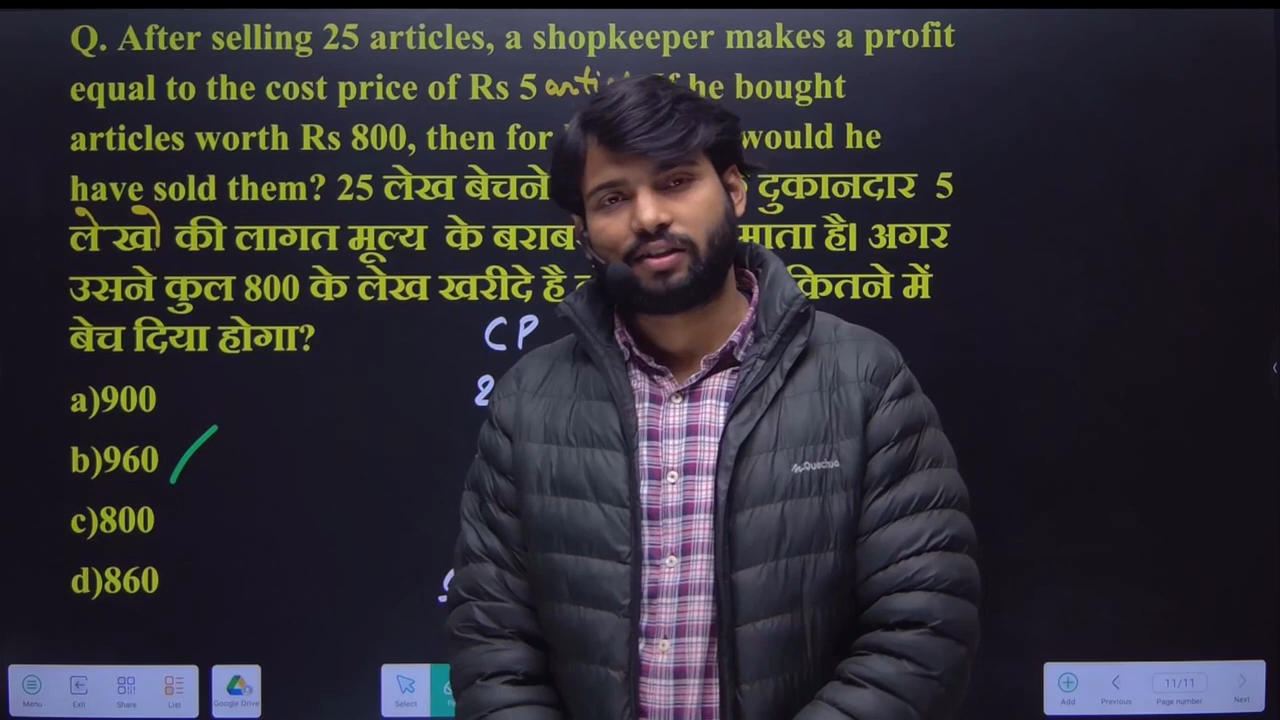 Q. After selling 25 articles, a shopkeeper makes a profit
equal to the cost price of Rs 5 he bought
articles worth Rs 800, then for would he
have sold them? 25 लेख बेचने दुकानदार 5
लेखो की लागत मूल्य के है। अगर
उसने कुल 800 के लेख खरीदे है कितने में
बेच दिया होगा?
CP
a)900
2
b)960
c)800
d)860
Quechua
Menu
Exit
Share
List
Google Drive
Select
Add
Previous
11/11
Page number
Next